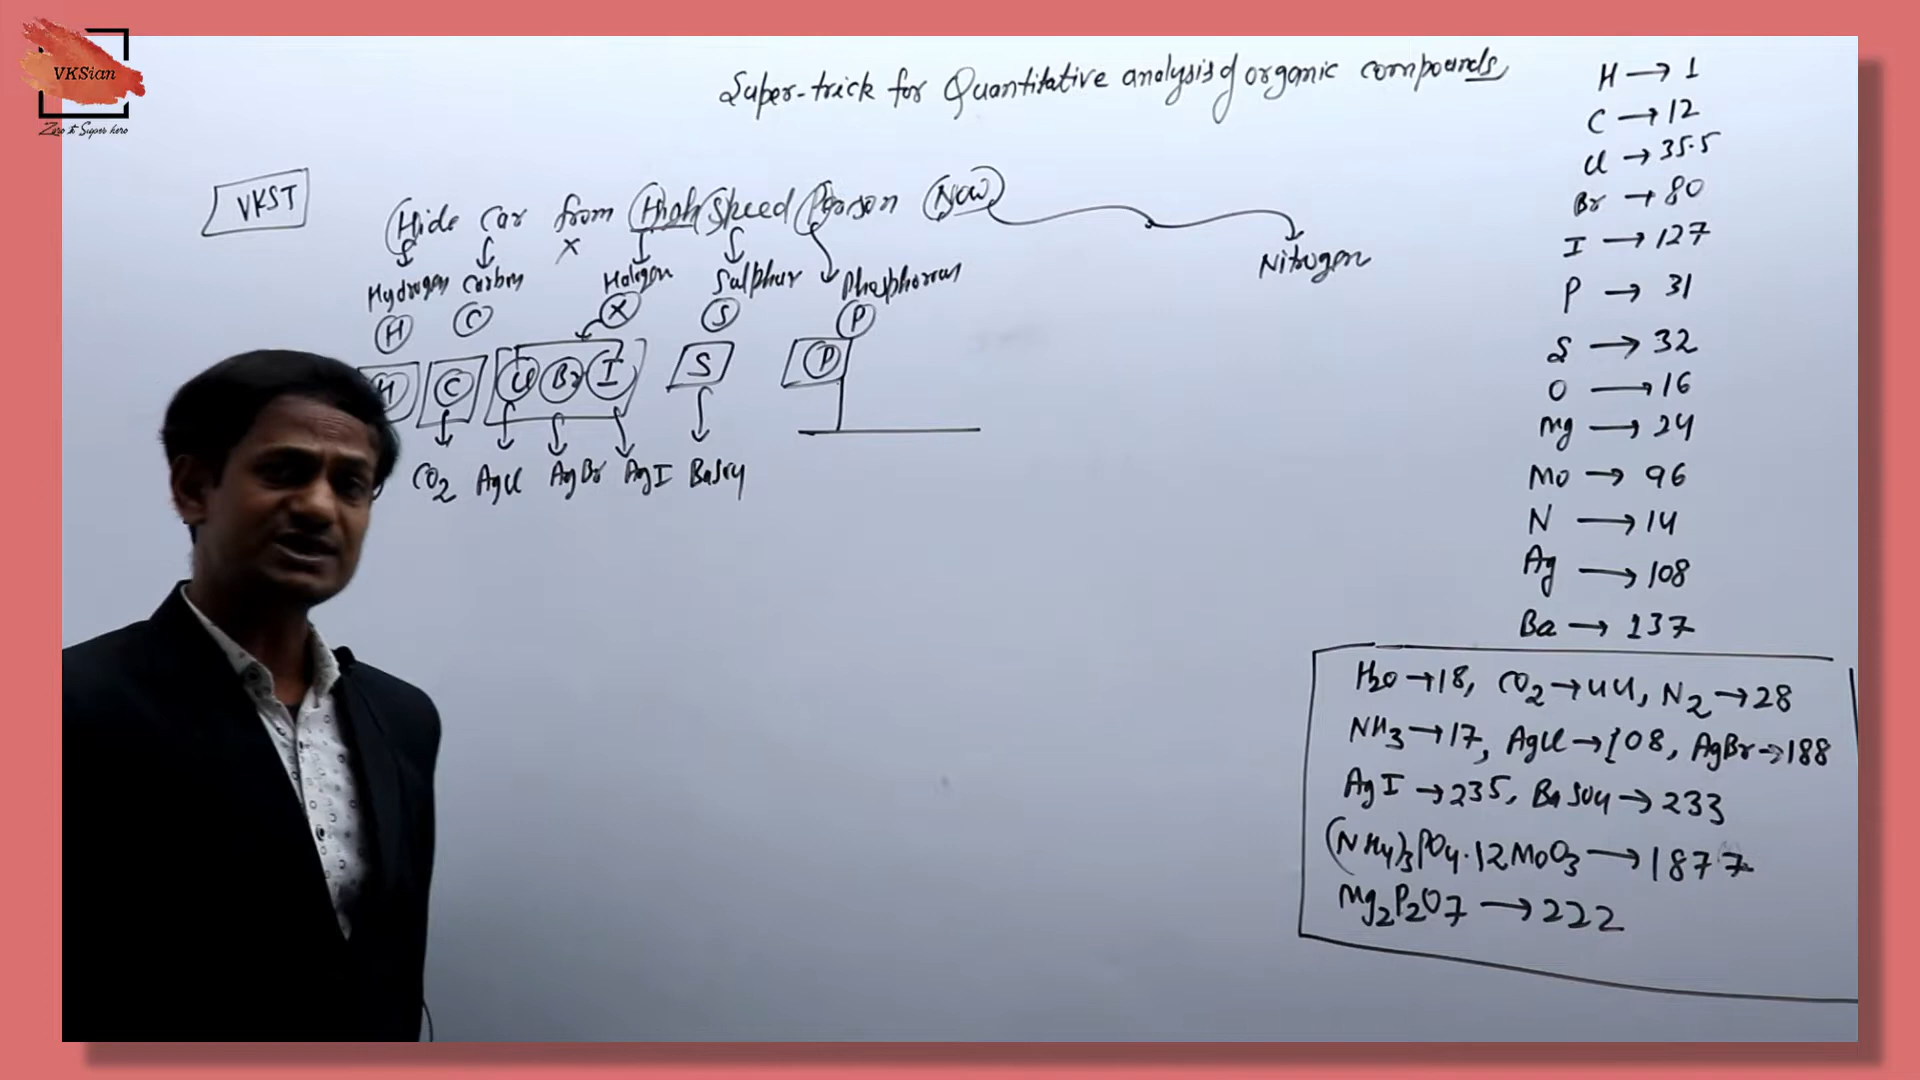 VKSian
Zero to Super hero
Super-trick for Quantitative analysis of organic compounds
VKST
Hide Car from High Speed Person Now
×
Hydrogen Carbon Halogen Sulphur Phosphorous Nitrogen
H C X S P
H C Cl Br I S P
CO2 AgCl AgBr AgI BaSO4
H → 1
C → 12
Cl → 35.5
Br → 80
I → 127
P → 31
S → 32
O → 16
Mg → 24
Mo → 96
N → 14
Ag → 108
Ba → 137
H2O → 18, CO2 → 44, N2 → 28
NH3 → 17, AgCl → 108, AgBr → 188
AgI → 235, BaSO4 → 233
(NH4)3PO4.12MoO3 → 1877
Mg2P2O7 → 222